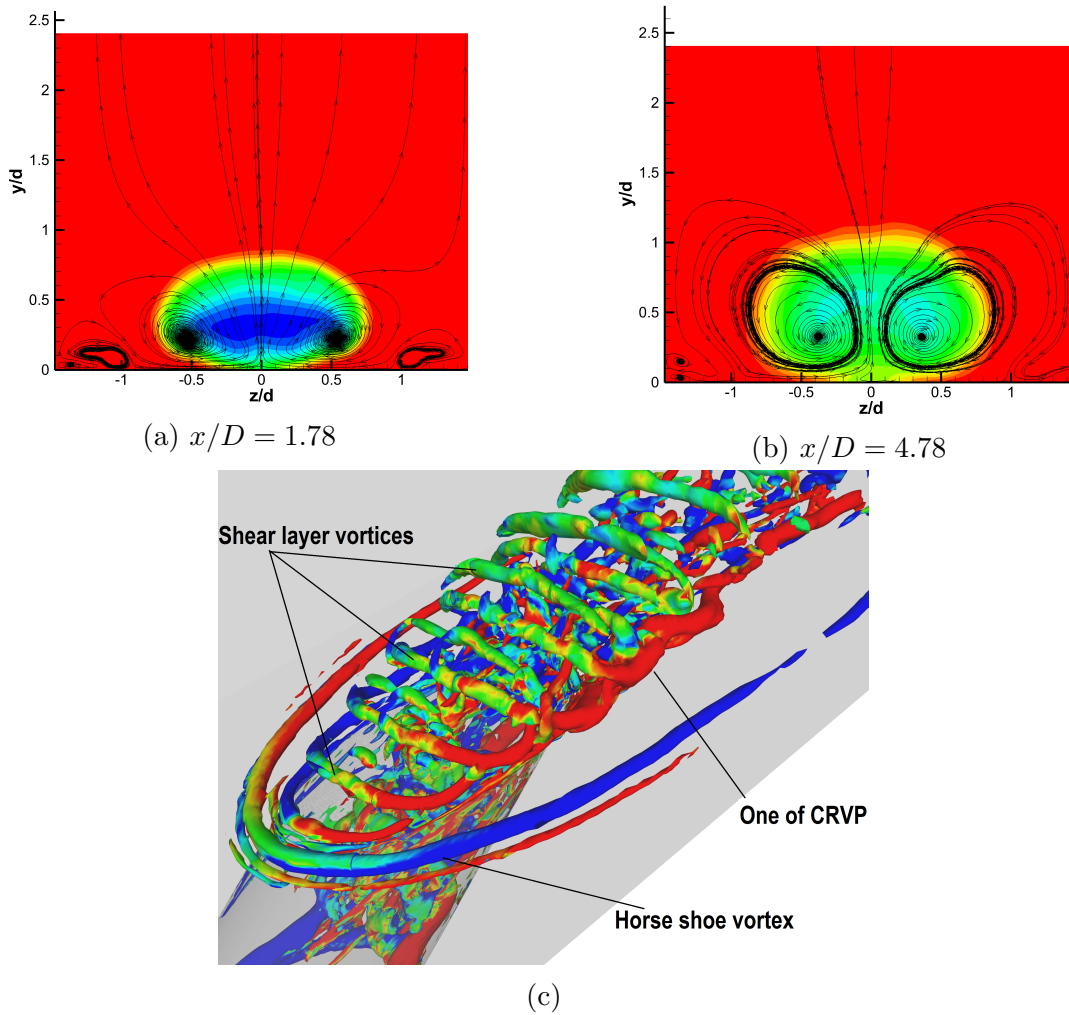 2.5
2
1.5
1
0.5
0
y/d
-1
-0.5
0
0.5
1
z/d
(a) x/D = 1.78
2.5
2
1.5
1
0.5
0
y/d
-1
-0.5
0
0.5
1
z/d
(b) x/D = 4.78
Shear layer vortices
One of CRVP
Horse shoe vortex
(c)